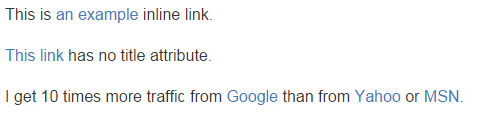 This is an example inline link.
This link has no title attribute.
I get 10 times more traffic from Google than from Yahoo or MSN.